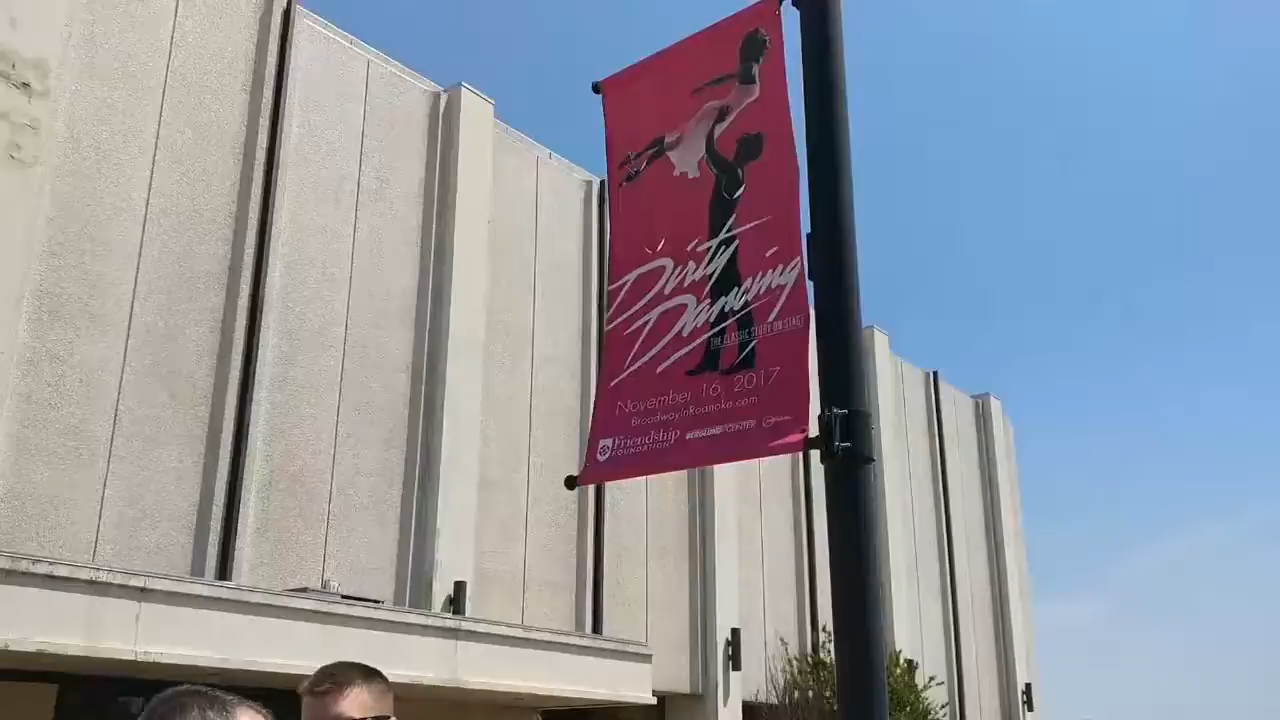 Dirty
Dancing
THE CLASSIC STORY ON STAGE
November 16, 2017
BroadwayInRoanoke.com
Friendship
FOUNDATION
BERGLUND CENTER